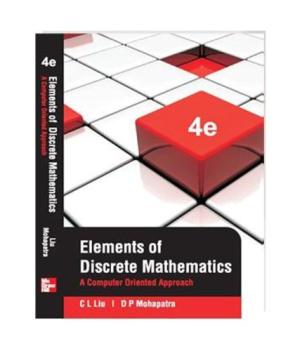 4e
Elements of Discrete Mathematics
A Computer Oriented Approach
Liu
Mohapatra
4e
Elements of
Discrete Mathematics
A Computer Oriented Approach
C L Liu | D P Mohapatra